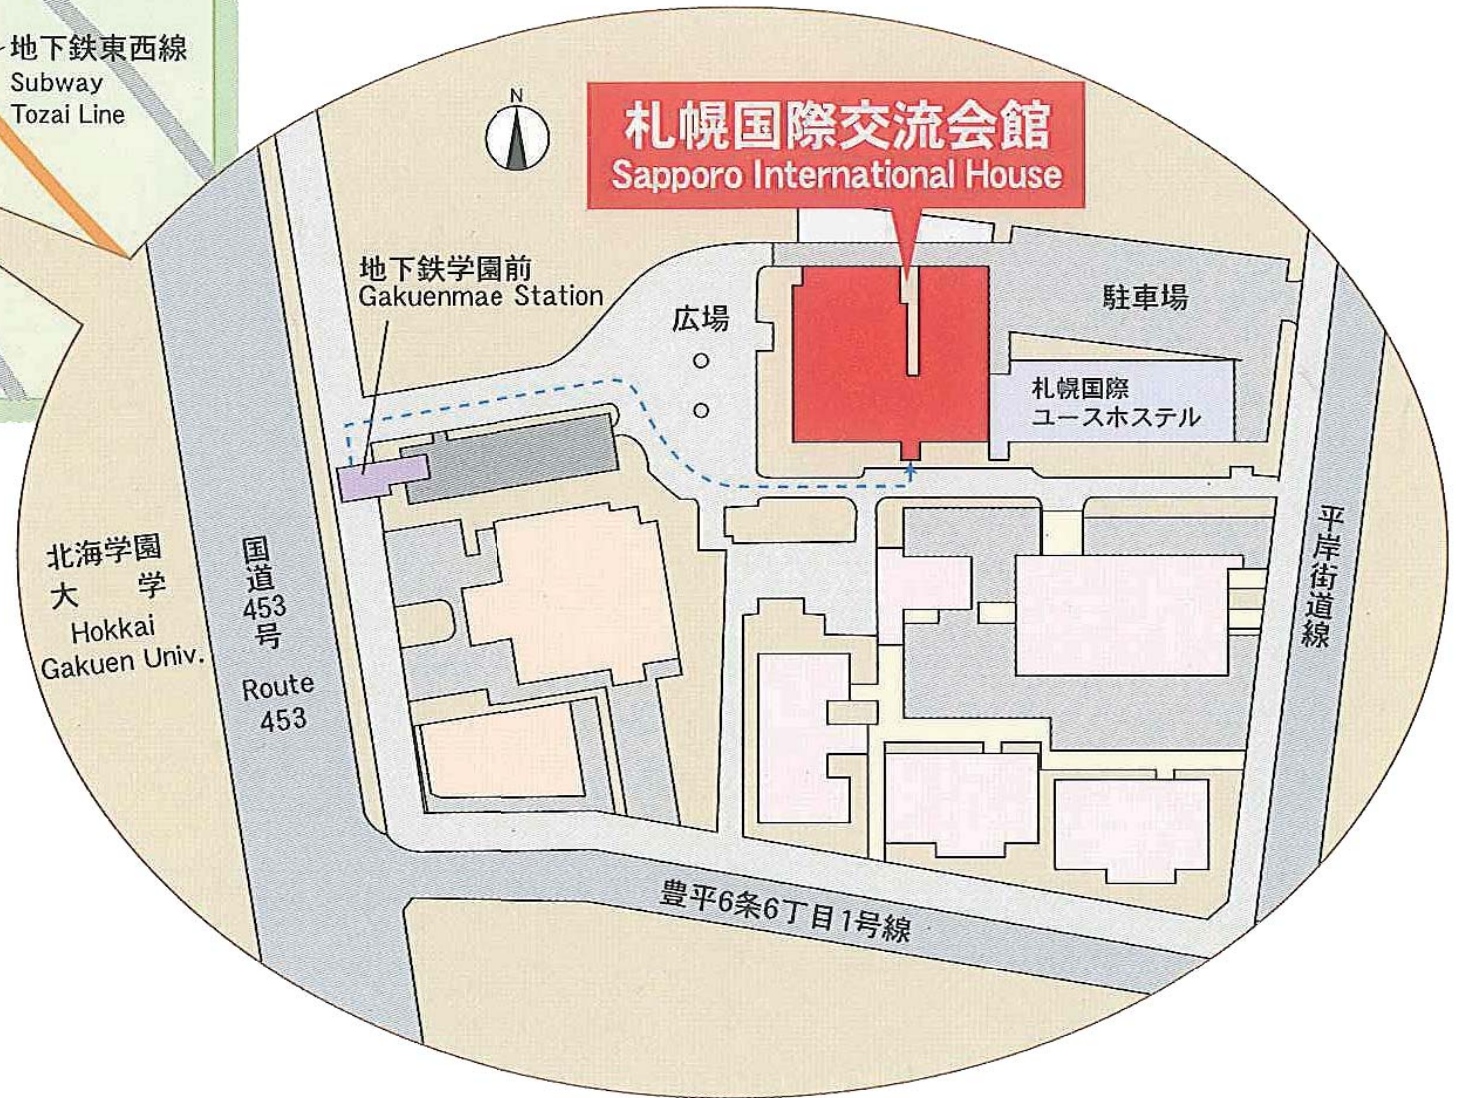 地下鉄東西線
Subway
Tozai Line
N
札幌国際交流会館
Sapporo International House
地下鉄学園前
Gakuenmae Station
広場
駐車場
札幌国際
ユースホステル
北海学園
大　学
Hokkai
Gakuen Univ.
国道453号
Route
453
平岸街道線
豊平6条6丁目1号線